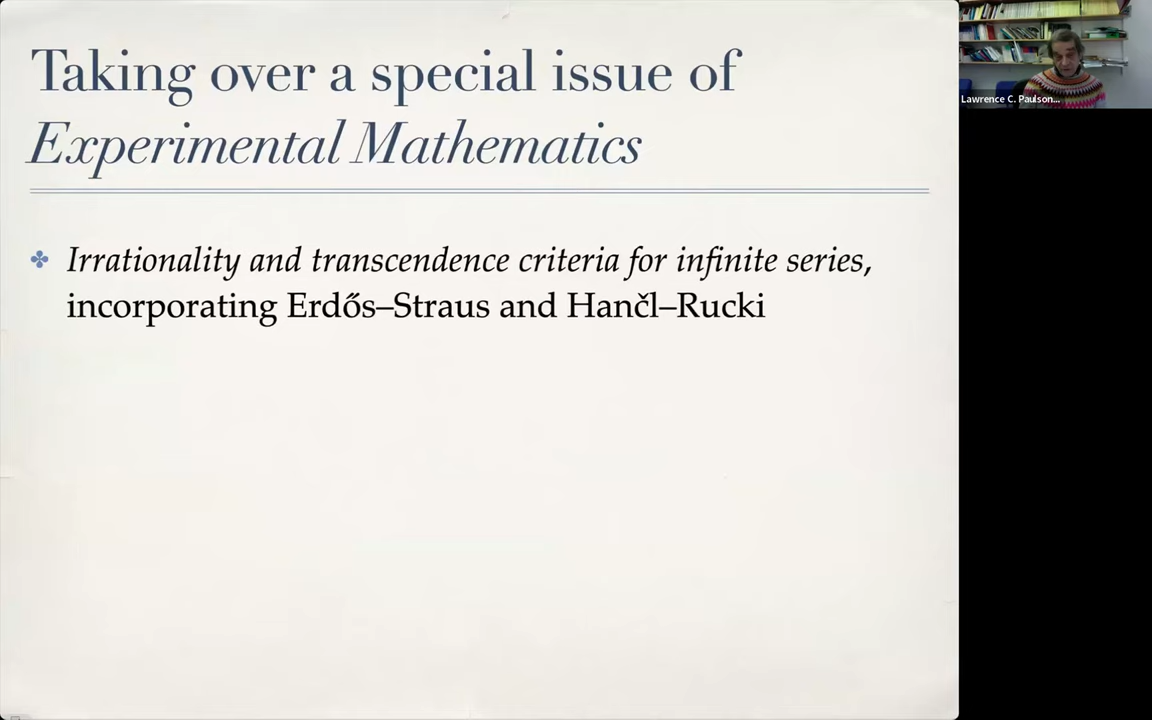 Taking over a special issue of
Experimental Mathematics
Irrationality and transcendence criteria for infinite series,
incorporating Erdős–Straus and Hančl–Rucki
Lawrence C. Paulson...